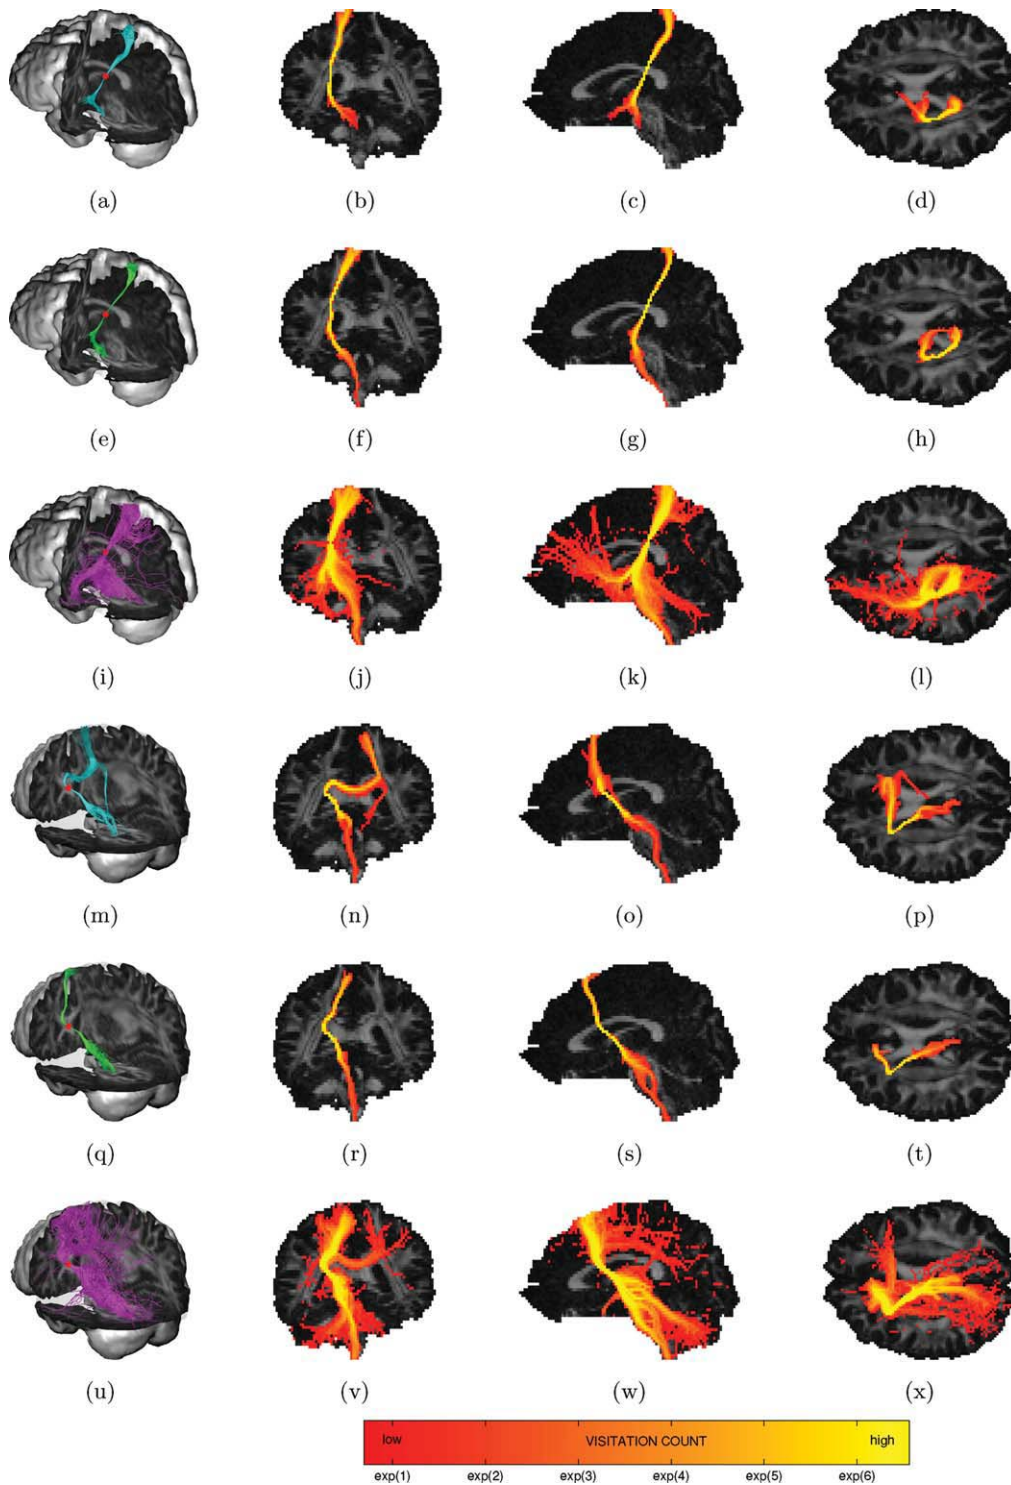 (a) (b) (c) (d)
(e) (f) (g) (h)
(i) (j) (k) (l)
(m) (n) (o) (p)
(q) (r) (s) (t)
(u) (v) (w) (x)
low VISITATION COUNT high
exp(1) exp(2) exp(3) exp(4) exp(5) exp(6)